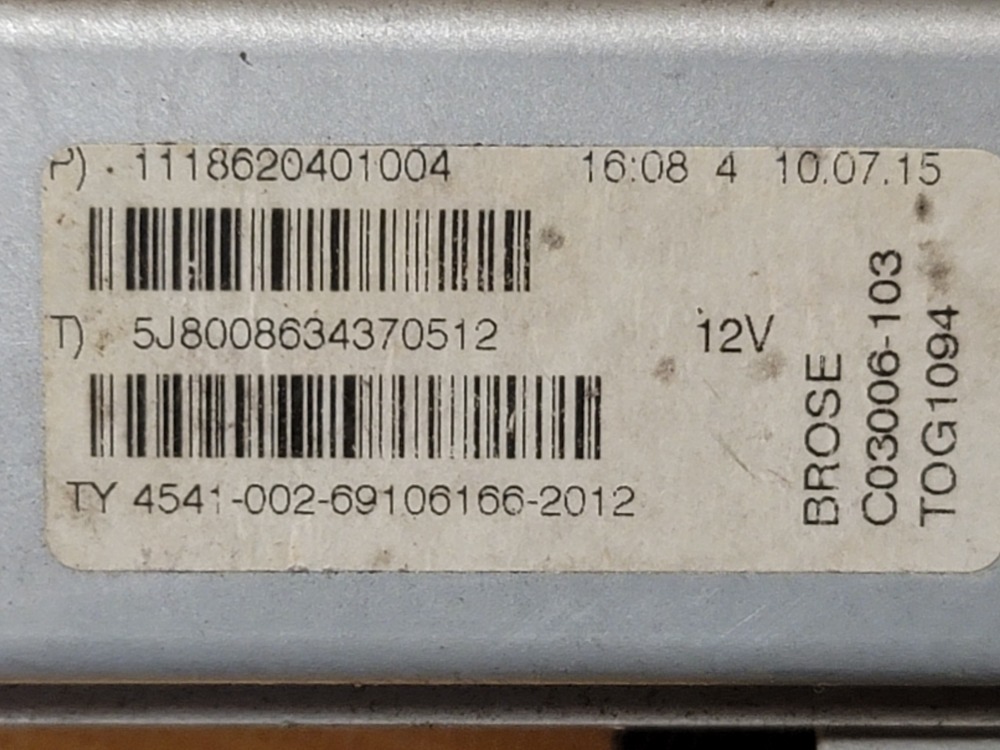 P) · 1118620401004 16:08 4 10.07.15
T) 5J8008634370512 12V
TY 4541-002-69106166-2012
BROSE
C03006-103
TOG1094